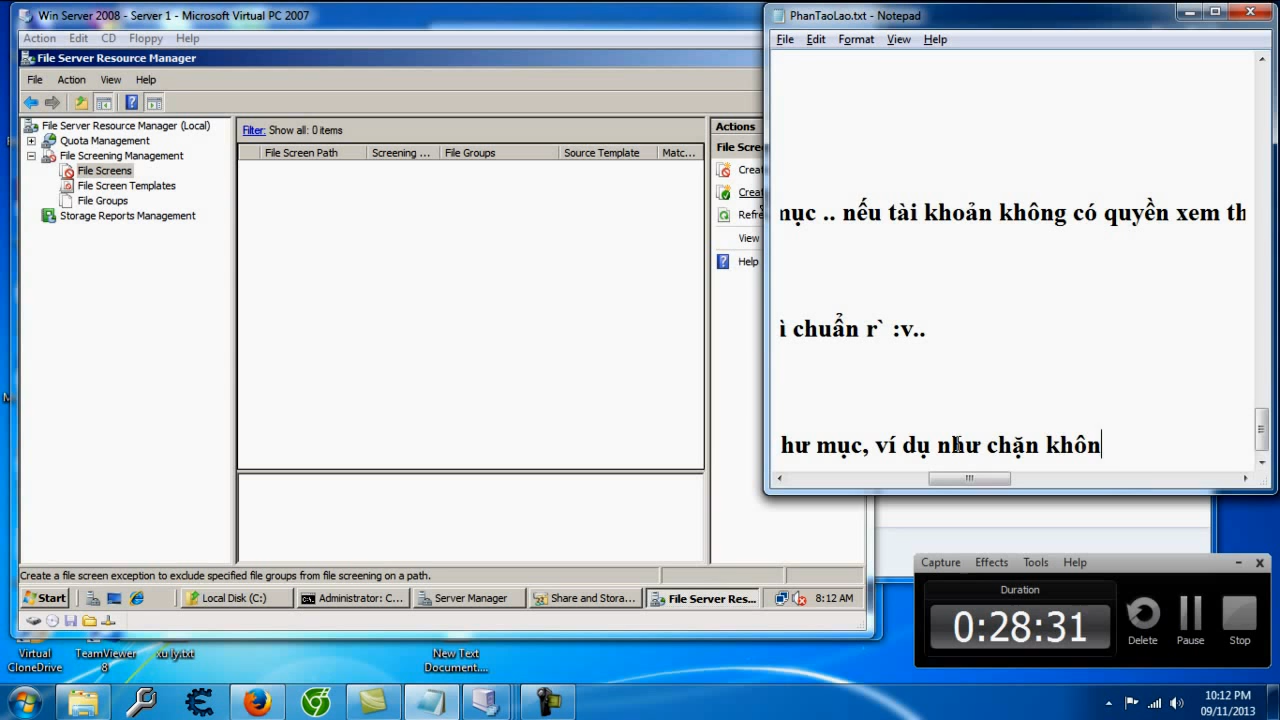 Win Server 2008 - Server 1 - Microsoft Virtual PC 2007
Action Edit CD Floppy Help
File Server Resource Manager
File Action View Help
File Server Resource Manager (Local)
Quota Management
File Screening Management
File Screens
File Screen Templates
File Groups
Storage Reports Management
Filter: Show all: 0 items
File Screen Path Screening ... File Groups Source Template Matc...
Actions
File Scre
Creat
Creat
Refre
View
Help
Create a file screen exception to exclude specified file groups from file screening on a path.
Start Local Disk (C:) Administrator: C... Server Manager Share and Stora... File Server Res... 8:12 AM
PhanTaoLao.txt - Notepad
File Edit Format View Help
mục .. nếu tài khoản không có quyền xem th
ì chuẩn r` :v..
hư mục, ví dụ như chặn khôn
Capture Effects Tools Help
Duration
0:28:31
Delete Pause Stop
Virtual CloneDrive
TeamViewer 8
xu ly.txt
New Text Document....
10:12 PM
09/11/2013